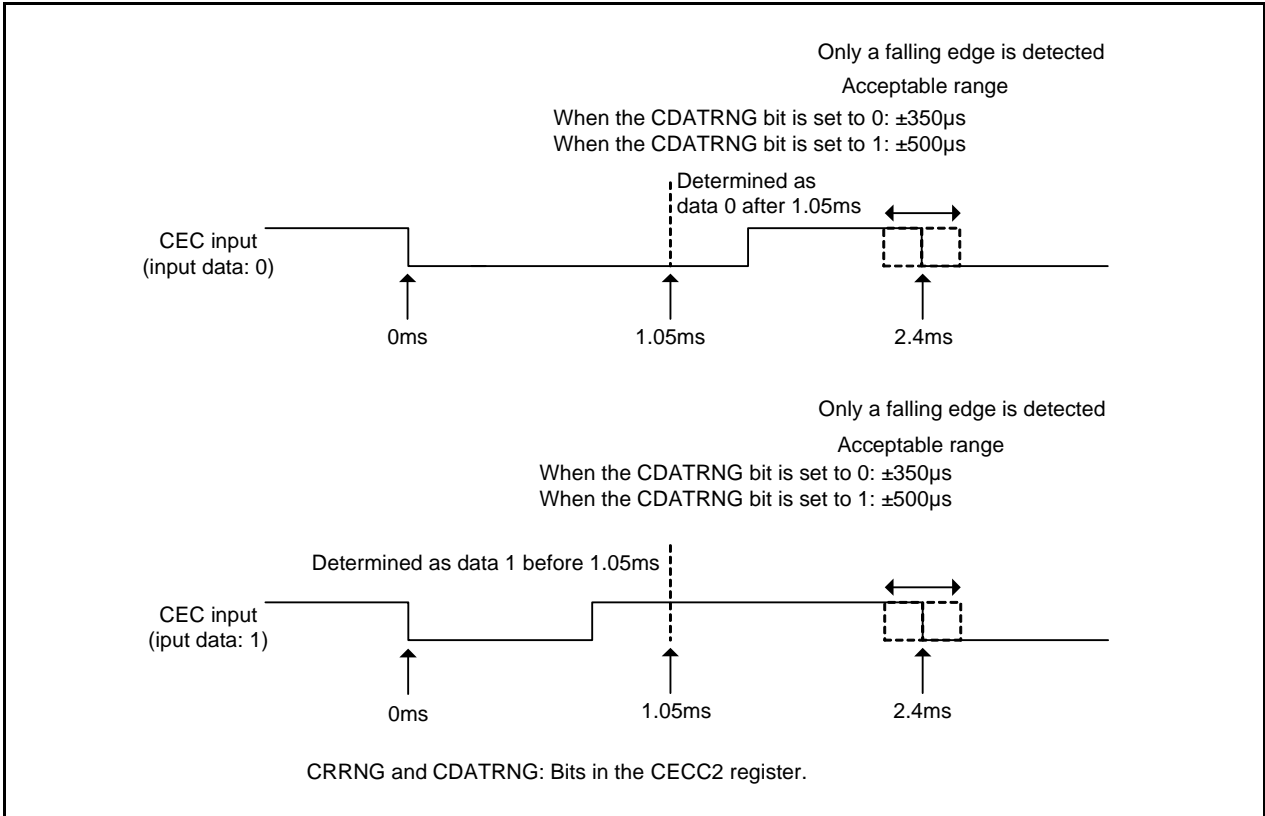 Only a falling edge is detected
Acceptable range
When the CDATRNG bit is set to 0: ±350µs
When the CDATRNG bit is set to 1: ±500µs
Determined as
data 0 after 1.05ms
CEC input
(input data: 0)
0ms
1.05ms
2.4ms
Only a falling edge is detected
Acceptable range
When the CDATRNG bit is set to 0: ±350µs
When the CDATRNG bit is set to 1: ±500µs
Determined as data 1 before 1.05ms
CEC input
(iput data: 1)
0ms
1.05ms
2.4ms
CRRNG and CDATRNG: Bits in the CECC2 register.